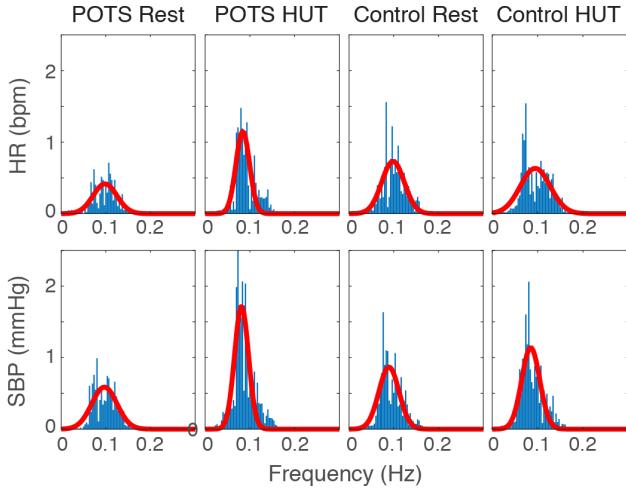 POTS Rest POTS HUT Control Rest Control HUT
HR (bpm)
2
1
0
0 0.1 0.2 0 0.1 0.2 0 0.1 0.2 0 0.1 0.2
SBP (mmHg)
2
1
0 0
0 0.1 0.2 0 0.1 0.2 0 0.1 0.2 0 0.1 0.2
Frequency (Hz)